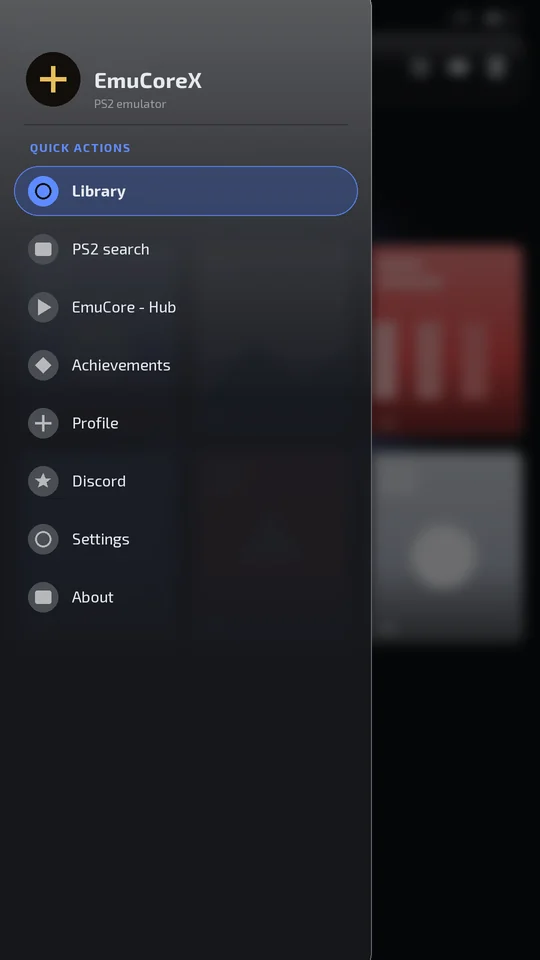 EmuCoreX
PS2 emulator
QUICK ACTIONS
Library
PS2 search
EmuCore - Hub
Achievements
Profile
Discord
Settings
About